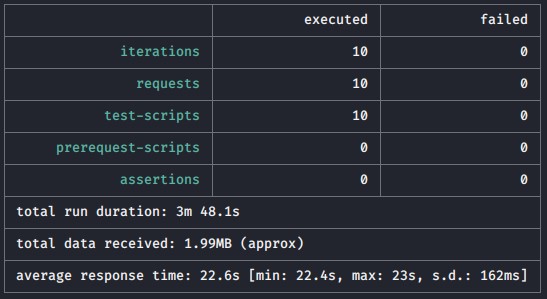 executed failed
iterations 10 0
requests 10 0
test-scripts 10 0
prerequest-scripts 0 0
assertions 0 0
total run duration: 3m 48.1s
total data received: 1.99MB (approx)
average response time: 22.6s [min: 22.4s, max: 23s, s.d.: 162ms]